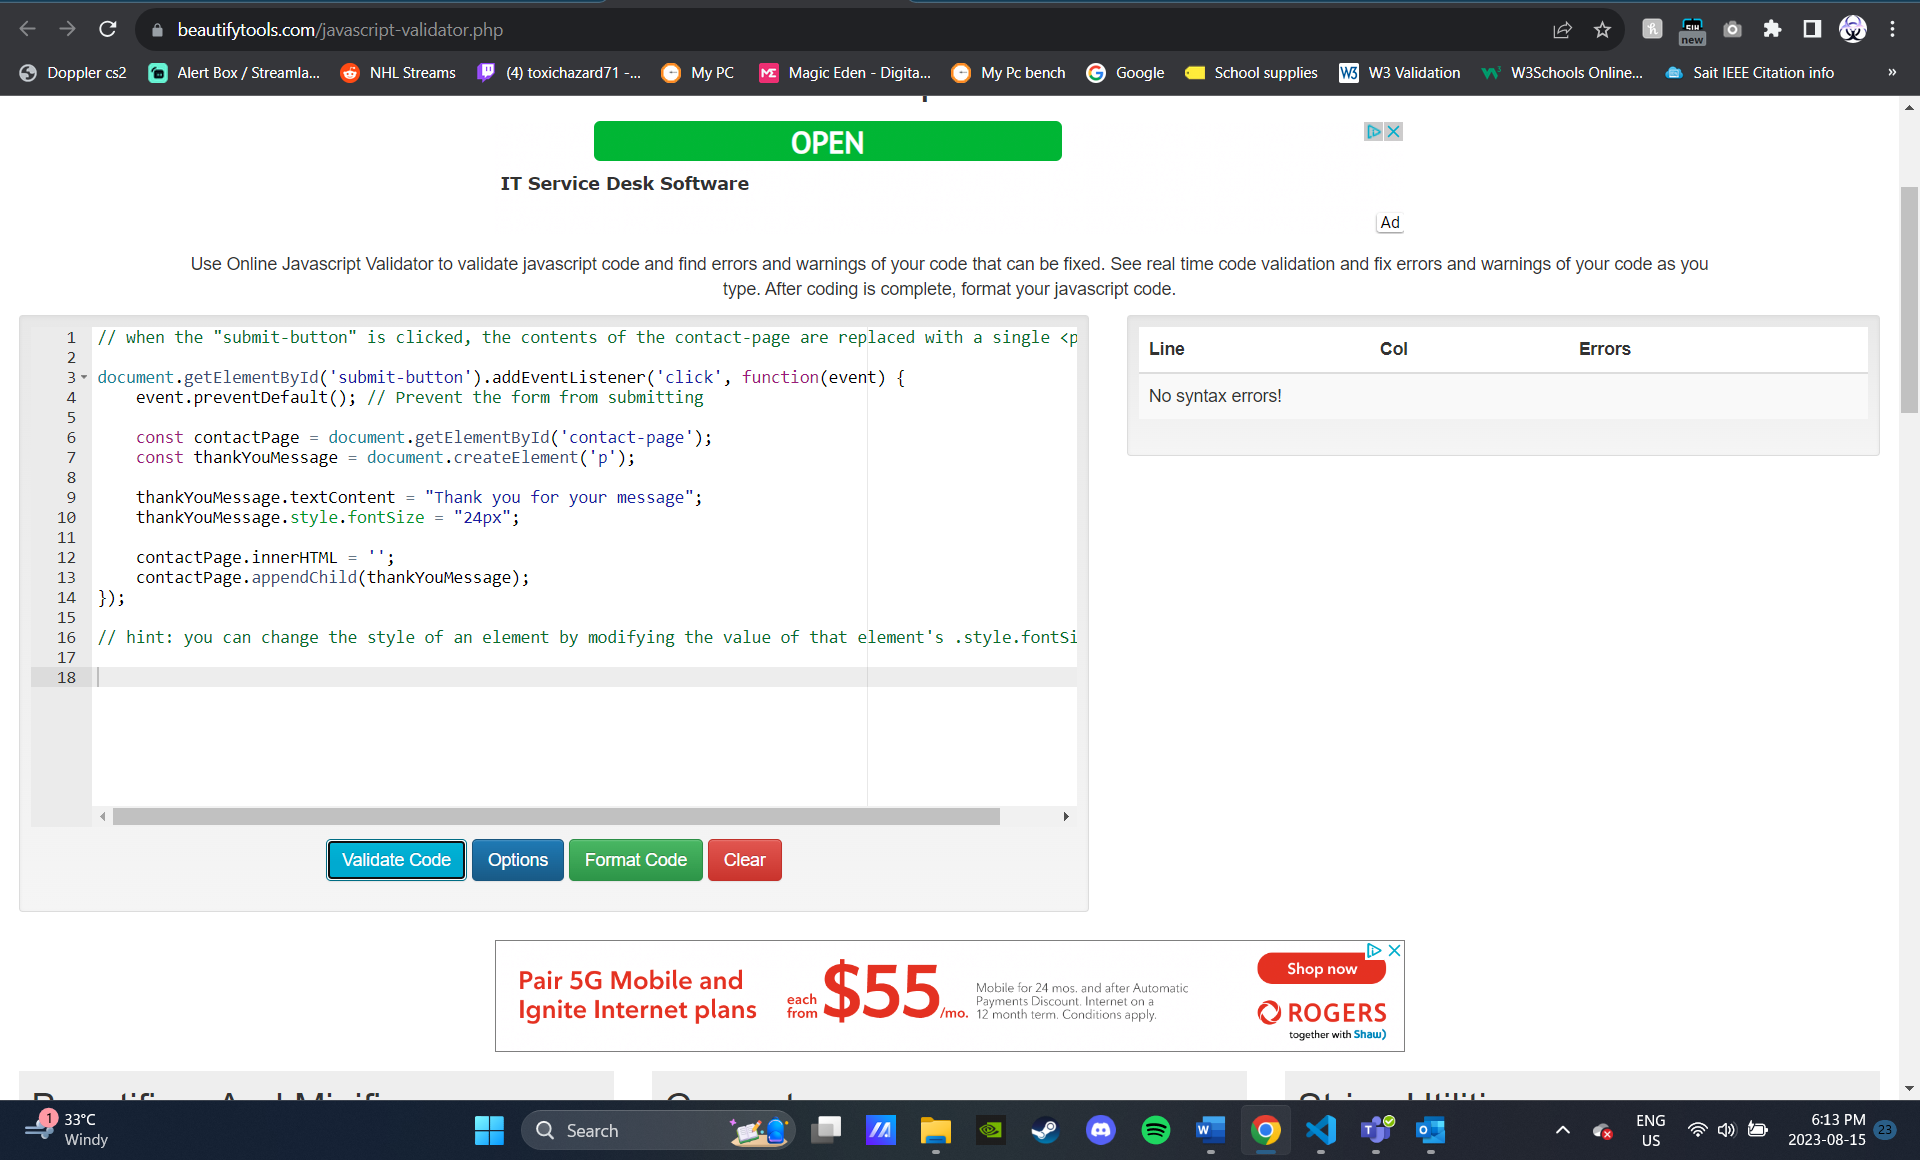 beautifytools.com/javascript-validator.php
new
Doppler cs2
Alert Box / Streamla...
NHL Streams
(4) toxichazard71 -...
My PC
ME
Magic Eden - Digita...
My Pc bench
Google
School supplies
W3
W3 Validation
W3Schools Online...
Sait IEEE Citation info
»
OPEN
IT Service Desk Software
Ad
Use Online Javascript Validator to validate javascript code and find errors and warnings of your code that can be fixed. See real time code validation and fix errors and warnings of your code as you
type. After coding is complete, format your javascript code.
1 // when the "submit-button" is clicked, the contents of the contact-page are replaced with a single <p
2
3 document.getElementById('submit-button').addEventListener('click', function(event) {
4 event.preventDefault(); // Prevent the form from submitting
5
6 const contactPage = document.getElementById('contact-page');
7 const thankYouMessage = document.createElement('p');
8
9 thankYouMessage.textContent = "Thank you for your message";
10 thankYouMessage.style.fontSize = "24px";
11
12 contactPage.innerHTML = '';
13 contactPage.appendChild(thankYouMessage);
14 });
15
16 // hint: you can change the style of an element by modifying the value of that element's .style.fontSi
17
18
Line Col Errors
No syntax errors!
Validate Code
Options
Format Code
Clear
Pair 5G Mobile and
Ignite Internet plans
each
from
$55
/mo.
Mobile for 24 mos. and after Automatic
Payments Discount. Internet on a
12 month term. Conditions apply.
Shop now
ROGERS
together with Shaw)
1
33°C
Windy
Search
ENG
US
6:13 PM
2023-08-15
23